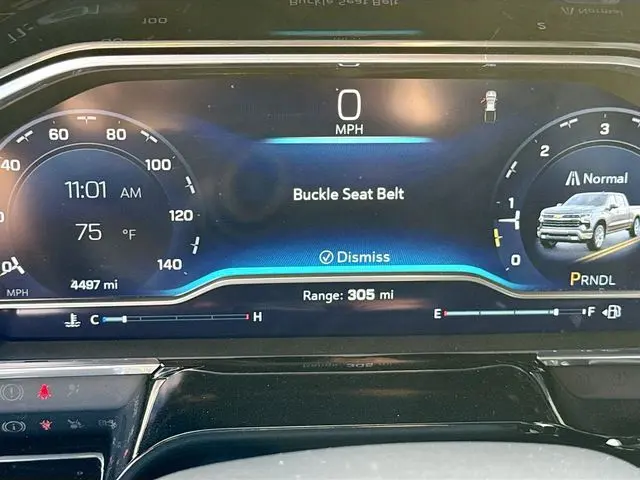 0
MPH
60 80
40 100
120
140
0
MPH
11:01 AM
75 °F
4497 mi
Buckle Seat Belt
Dismiss
Range: 305 mi
C H
E F
3
2
1
0
Normal
PRNDL